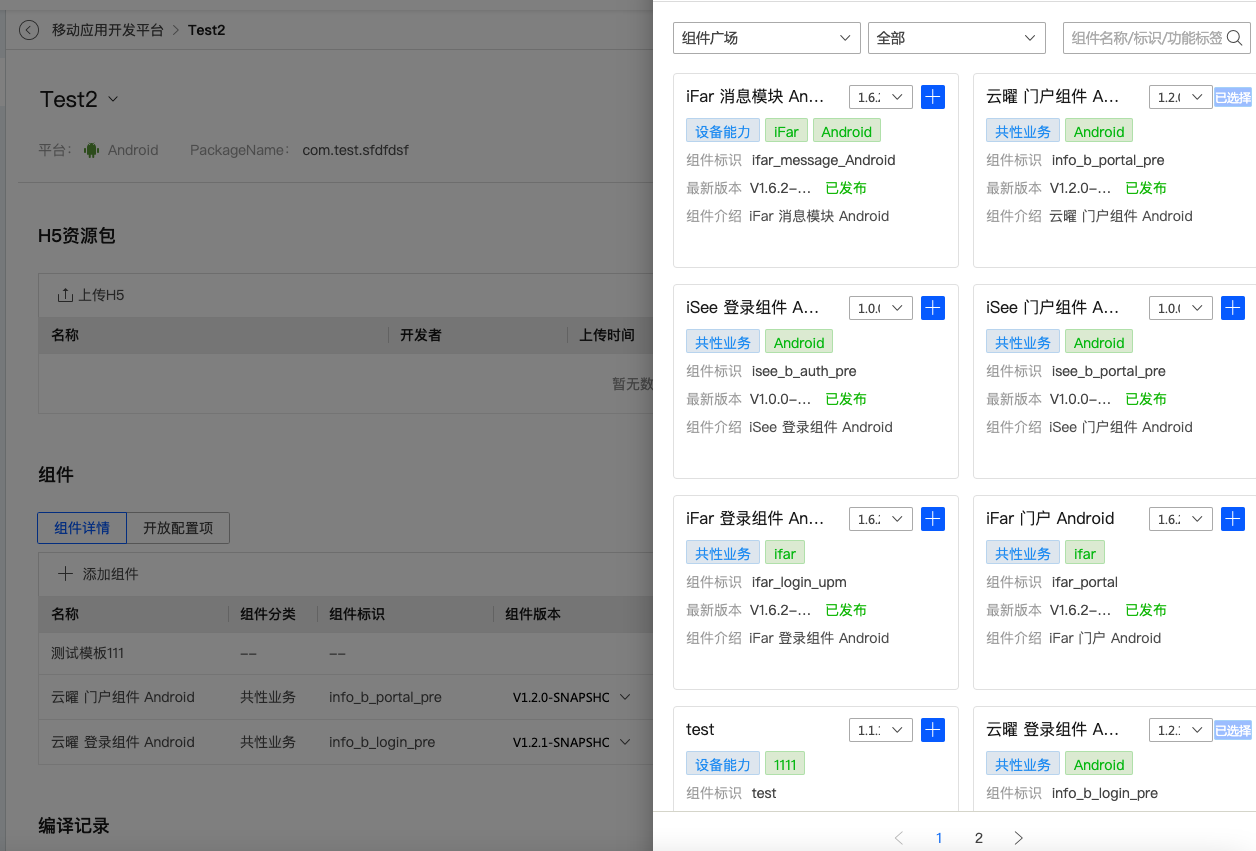 移动应用开发平台 > Test2
Test2
平台： Android PackageName： com.test.sfdfdsf
H5资源包
上传H5
名称 开发者 上传时间
暂无数
组件
组件详情 开放配置项
添加组件
名称 组件分类 组件标识 组件版本
测试模板111 -- --
云曜 门户组件 Android 共性业务 info_b_portal_pre V1.2.0-SNAPSHC
云曜 登录组件 Android 共性业务 info_b_login_pre V1.2.1-SNAPSHC
编译记录
组件广场 全部 组件名称/标识/功能标签
iFar 消息模块 An... 1.6.2
设备能力 iFar Android
组件标识 ifar_message_Android
最新版本 V1.6.2-... 已发布
组件介绍 iFar 消息模块 Android
云曜 门户组件 A... 1.2.0 已选择
共性业务 Android
组件标识 info_b_portal_pre
最新版本 V1.2.0-... 已发布
组件介绍 云曜 门户组件 Android
iSee 登录组件 A... 1.0.0
共性业务 Android
组件标识 isee_b_auth_pre
最新版本 V1.0.0-... 已发布
组件介绍 iSee 登录组件 Android
iSee 门户组件 A... 1.0.0
共性业务 Android
组件标识 isee_b_portal_pre
最新版本 V1.0.0-... 已发布
组件介绍 iSee 门户组件 Android
iFar 登录组件 An... 1.6.2
共性业务 ifar
组件标识 ifar_login_upm
最新版本 V1.6.2-... 已发布
组件介绍 iFar 登录组件 Android
iFar 门户 Android 1.6.2
共性业务 ifar
组件标识 ifar_portal
最新版本 V1.6.2-... 已发布
组件介绍 iFar 门户 Android
test 1.1.
设备能力 1111
组件标识 test
云曜 登录组件 A... 1.2. 已选择
共性业务 Android
组件标识 info_b_login_pre
< 1 2 >